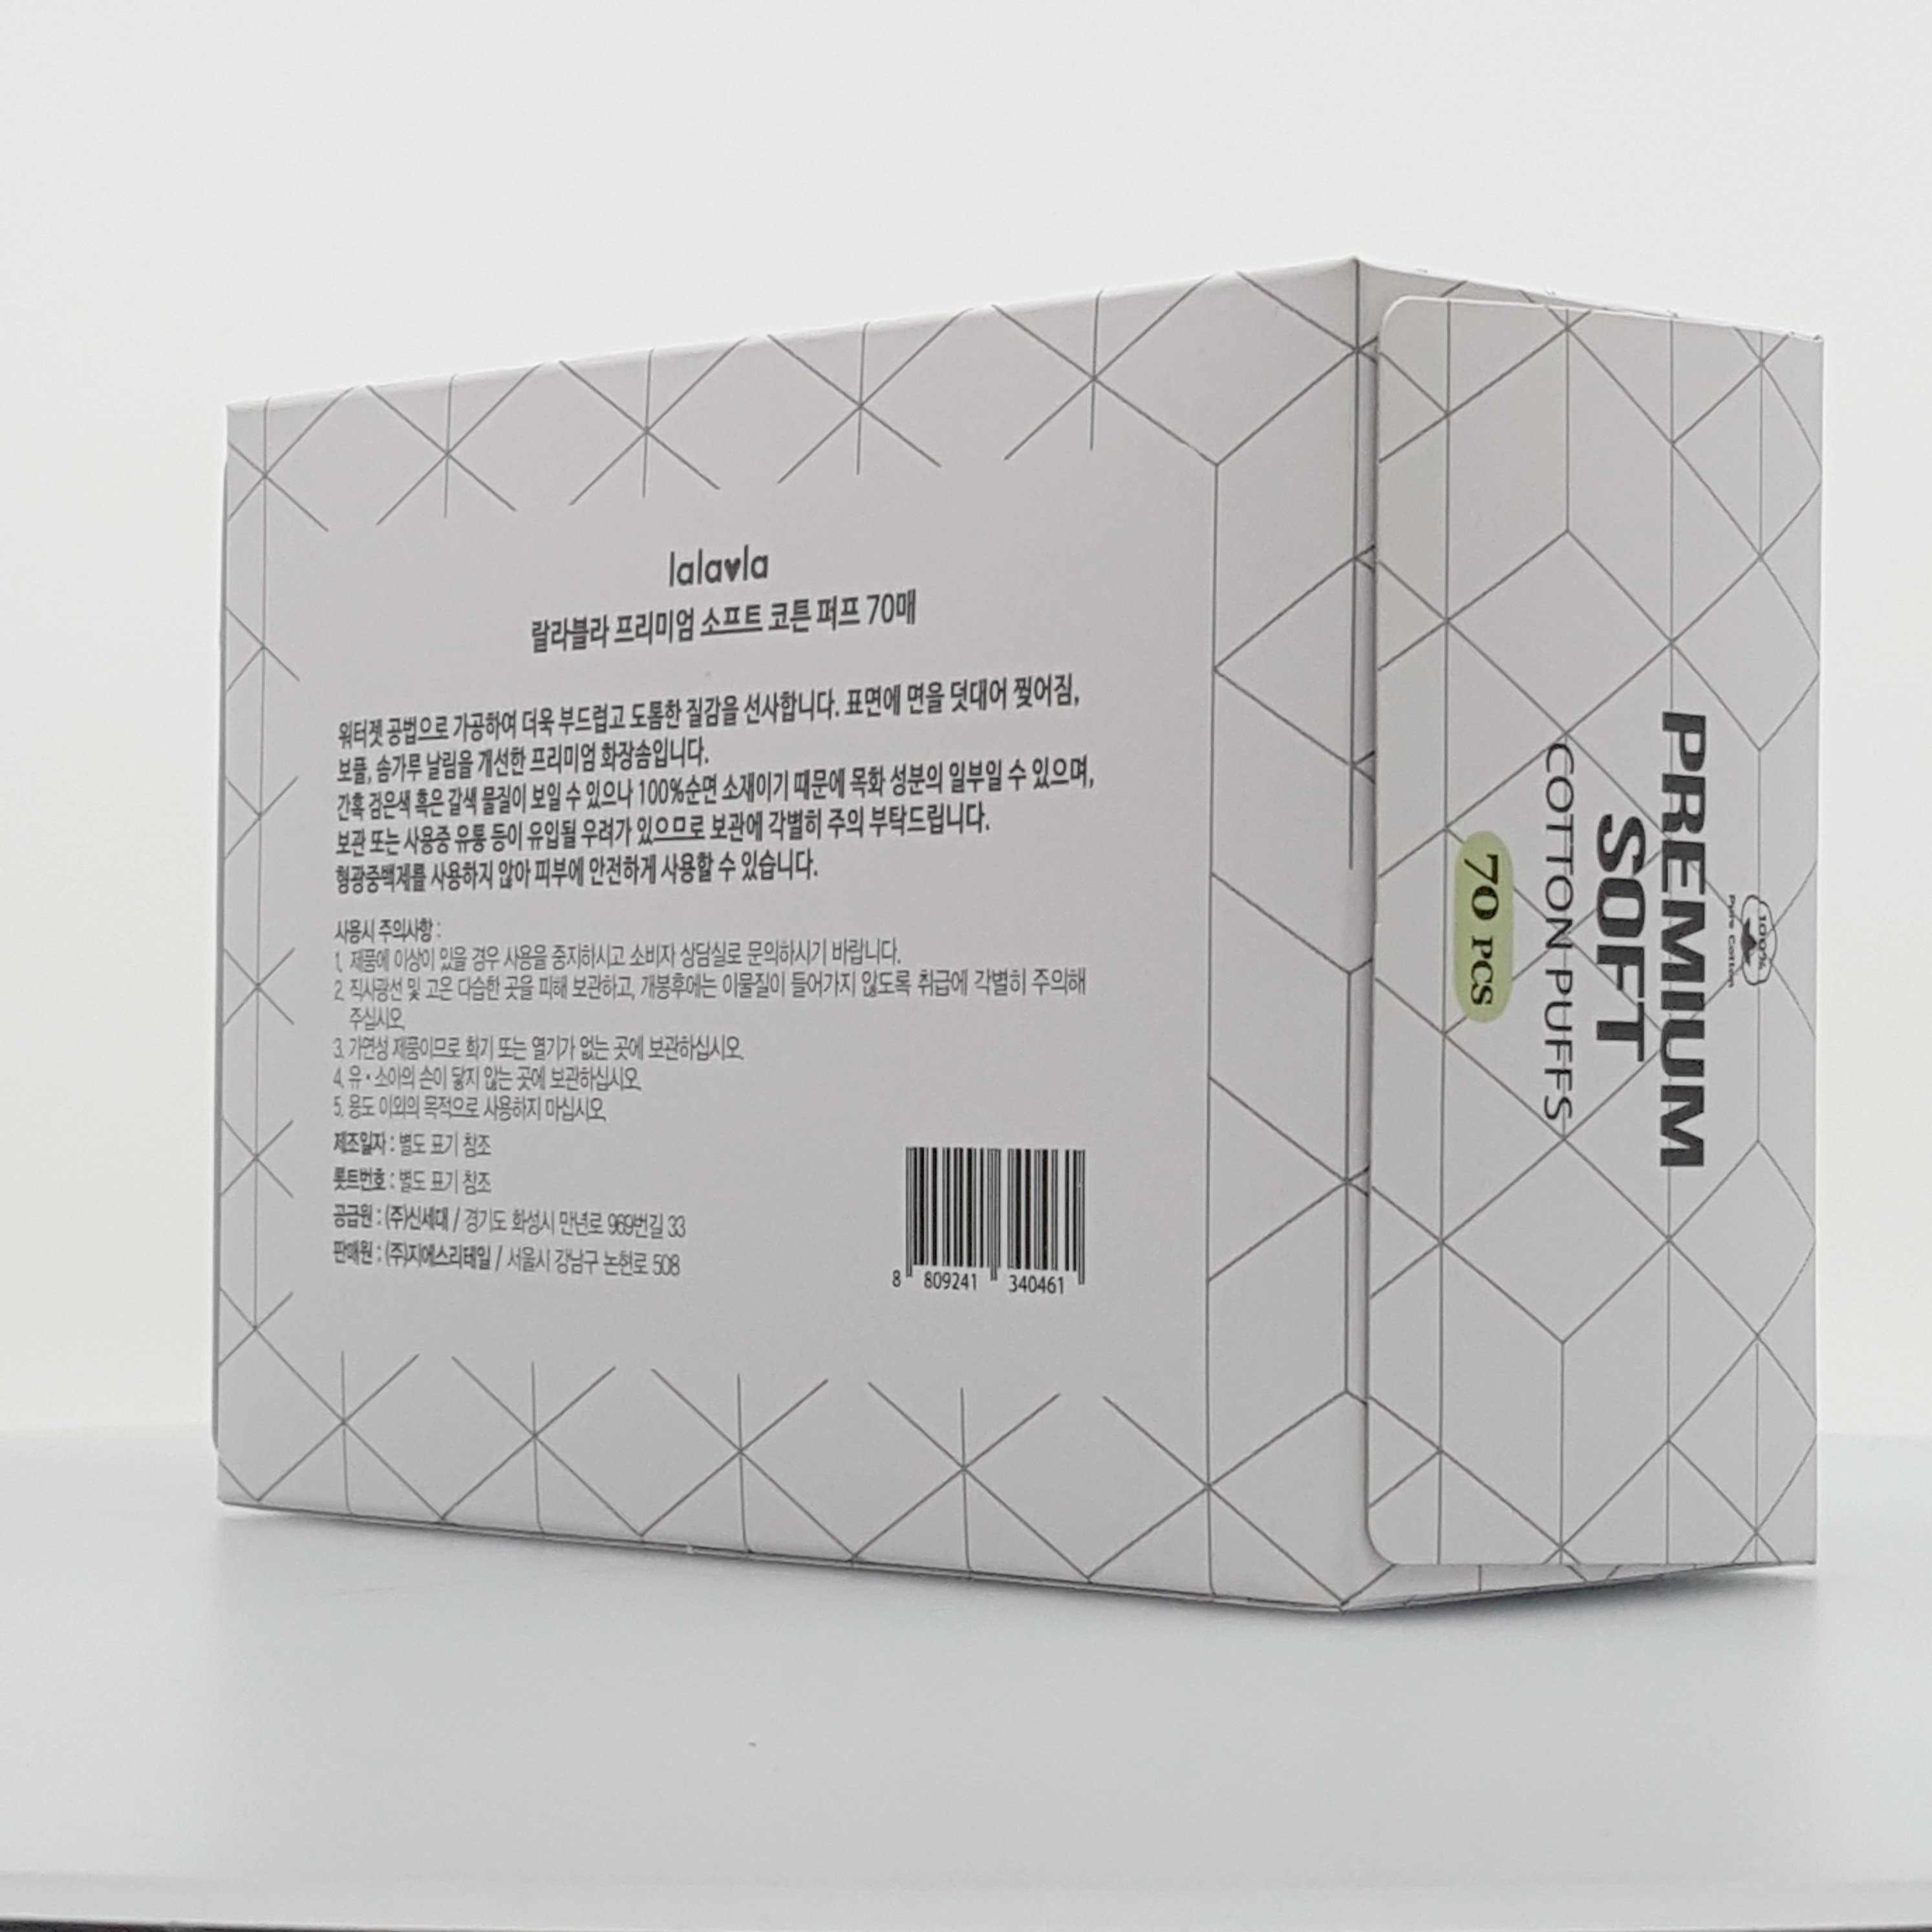 lalavla
랄라블라 프리미엄 소프트 코튼 퍼프 70매
워터젯 공법으로 가공하여 더욱 부드럽고 도톰한 질감을 선사합니다. 표면에 면을 덧대어 찢어짐,
보풀, 솜가루 날림을 개선한 프리미엄 화장솜입니다.
간혹 검은색 혹은 갈색 물질이 보일 수 있으나 100%순면 소재이기 때문에 목화 성분의 일부일 수 있으며,
보관 또는 사용중 유통 등이 유입될 우려가 있으므로 보관에 각별히 주의 부탁드립니다.
형광중백제를 사용하지 않아 피부에 안전하게 사용할 수 있습니다.
사용시 주의사항 :
1. 제품에 이상이 있을 경우 사용을 중지하시고 소비자 상담실로 문의하시기 바랍니다.
2. 직사광선 및 고온 다습한 곳을 피해 보관하고, 개봉후에는 이물질이 들어가지 않도록 취급에 각별히 주의해
주십시오.
3. 가연성 제품이므로 화기 또는 열기가 없는 곳에 보관하십시오.
4. 유·소아의 손이 닿지 않는 곳에 보관하십시오.
5. 용도 이외의 목적으로 사용하지 마십시오.
제조일자 : 별도 표기 참조
롯트번호 : 별도 표기 참조
공급원 : (주)신세대 / 경기도 화성시 만년로 969번길 33
판매원 : (주)지에스리테일 / 서울시 강남구 논현로 508
8 809241 340461
100%
Pure Cotton
PREMIUM
SOFT
COTTON PUFFS
70 PCS